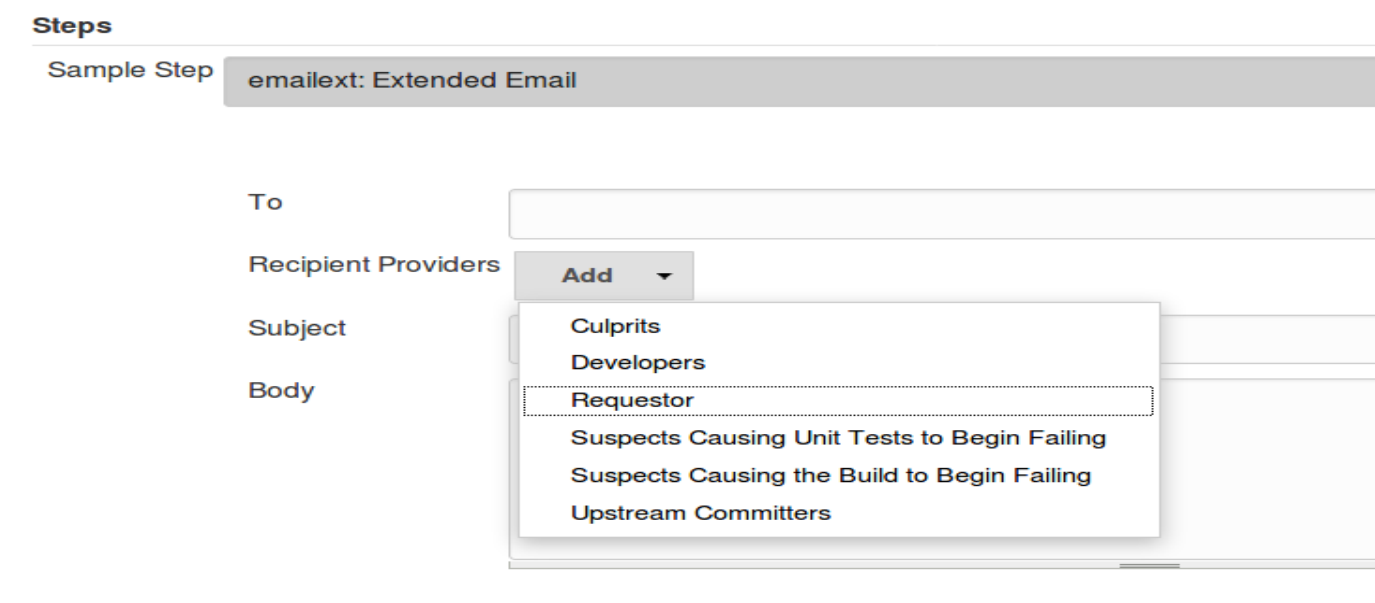 Steps
Sample Step
emailext: Extended Email
To
Recipient Providers
Add
Subject
Culprits
Developers
Body
Requestor
Suspects Causing Unit Tests to Begin Failing
Suspects Causing the Build to Begin Failing
Upstream Committers